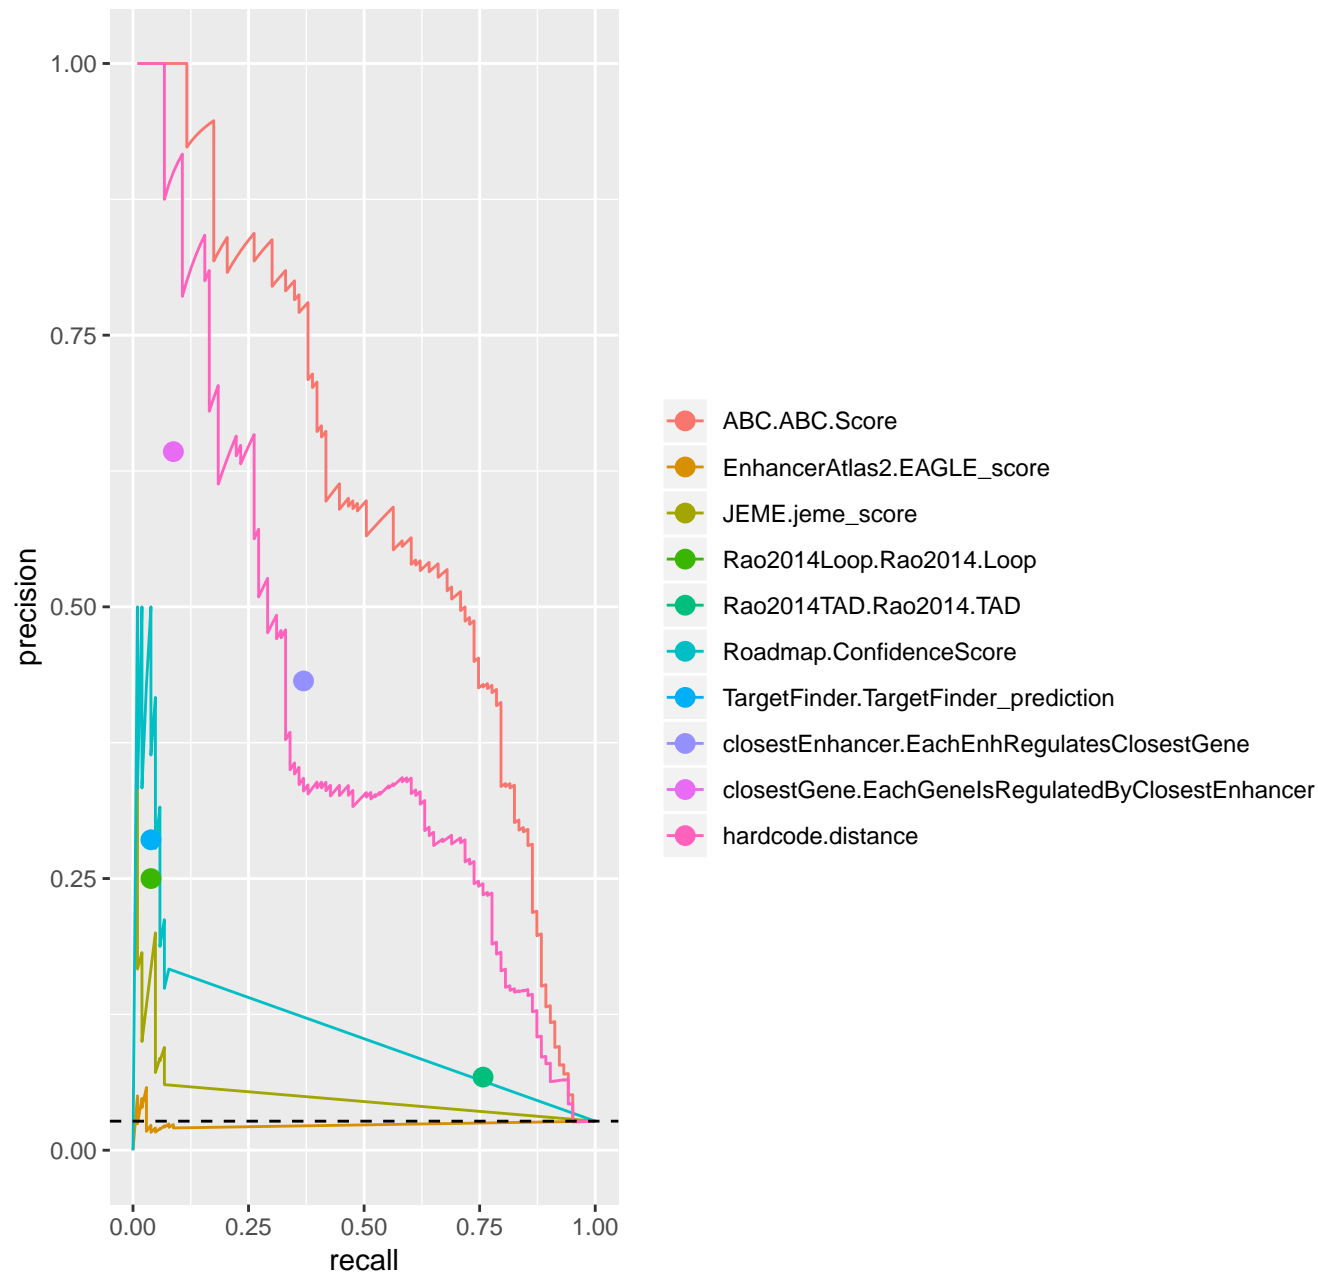 1.00
0.75
0.50
0.25
0.00
precision
0.00 0.25 0.50 0.75 1.00
recall
ABC.ABC.Score
EnhancerAtlas2.EAGLE_score
JEME.jeme_score
Rao2014Loop.Rao2014.Loop
Rao2014TAD.Rao2014.TAD
Roadmap.ConfidenceScore
TargetFinder.TargetFinder_prediction
closestEnhancer.EachEnhRegulatesClosestGene
closestGene.EachGeneIsRegulatedByClosestEnhancer
hardcode.distance